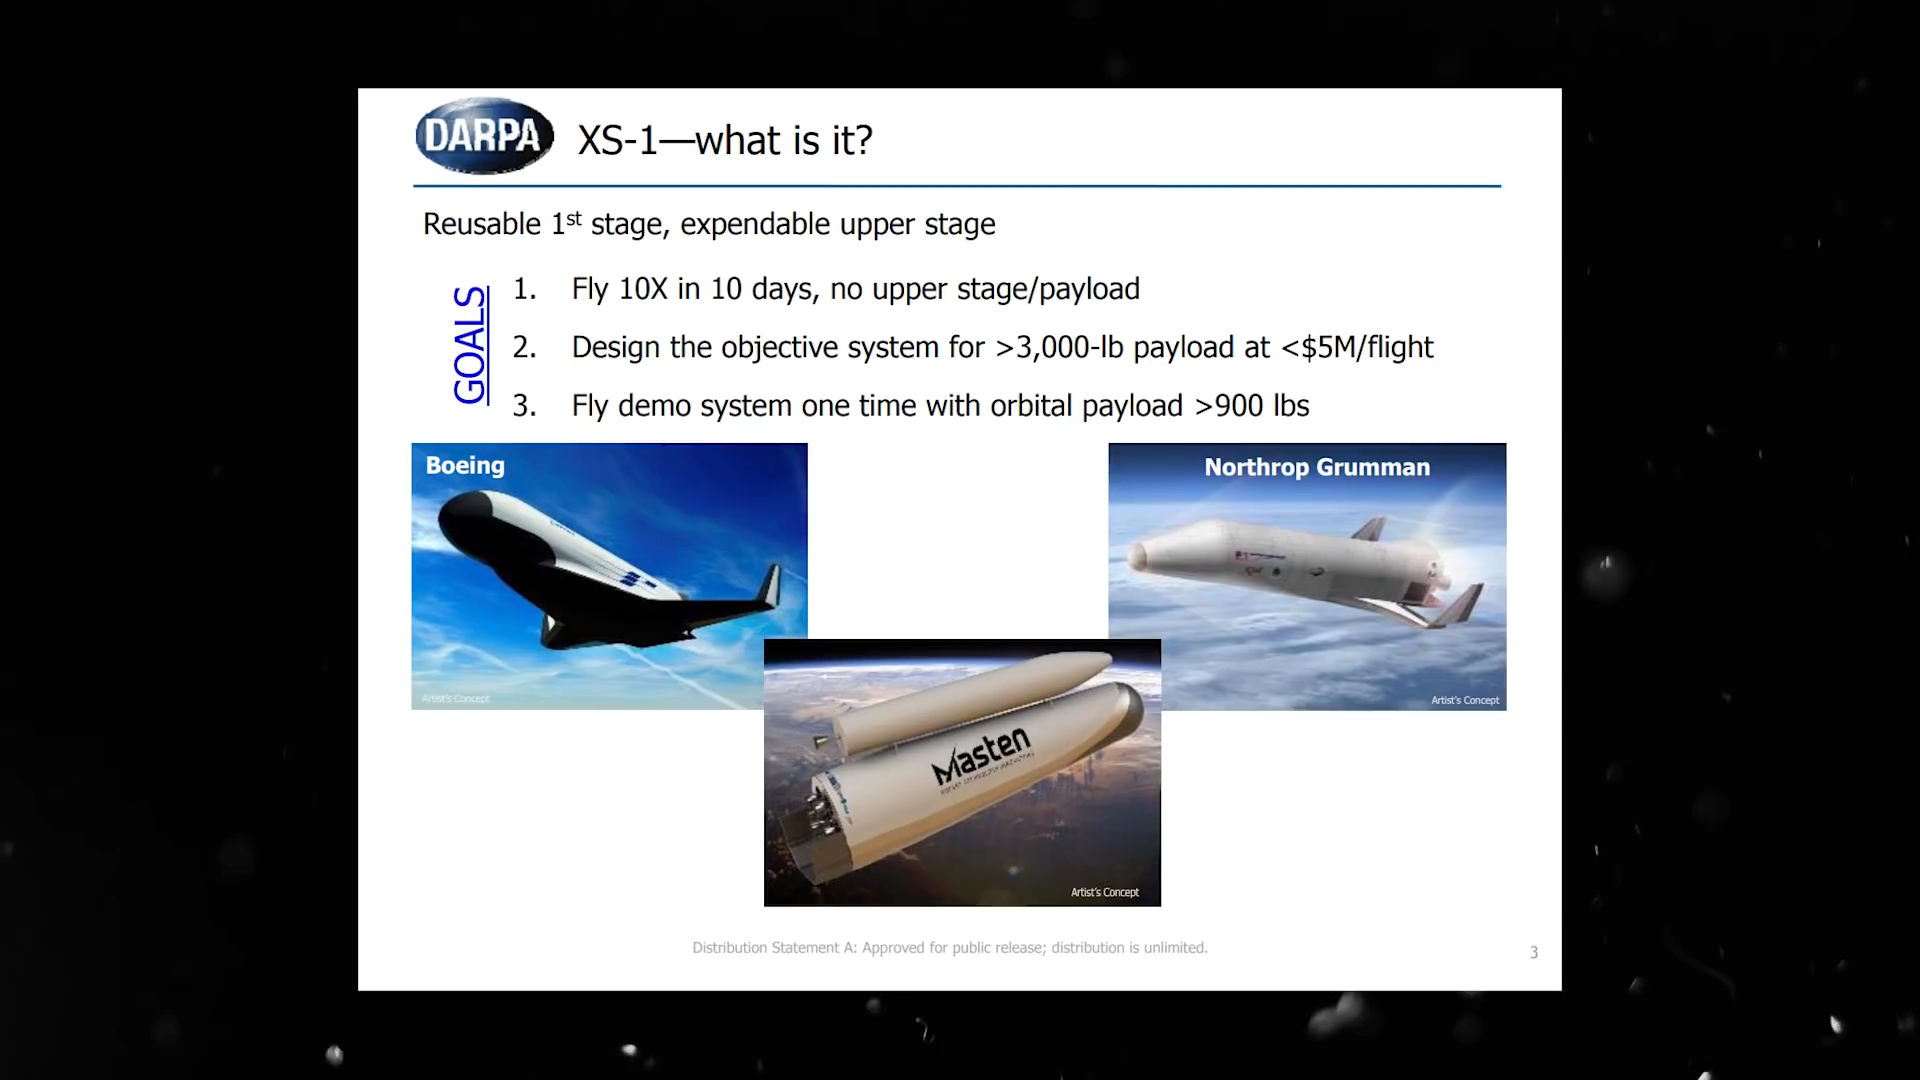 DARPA
XS-1—what is it?
Reusable 1st stage, expendable upper stage
GOALS
1. Fly 10X in 10 days, no upper stage/payload
2. Design the objective system for >3,000-lb payload at <$5M/flight
3. Fly demo system one time with orbital payload >900 lbs
Boeing
Artist's Concept
Northrop Grumman
Artist's Concept
Masten
Artist's Concept
Distribution Statement A: Approved for public release; distribution is unlimited.
3